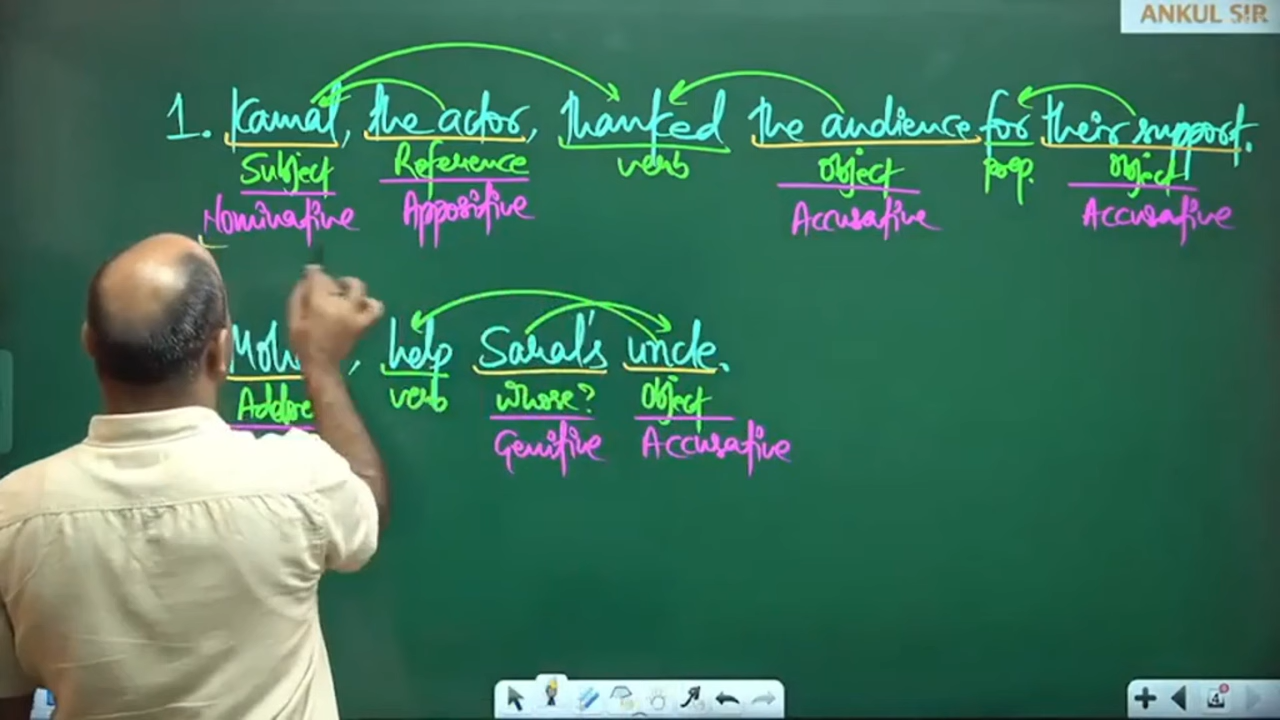 ANKUL SIR
1. Kamal, the actor, thanked the audience for their support.
Subject Reference verb object prep. object
Nominative Appositive Accusative Accusative
, help Saral's uncle.
verb whose? Object
Genitive Accusative